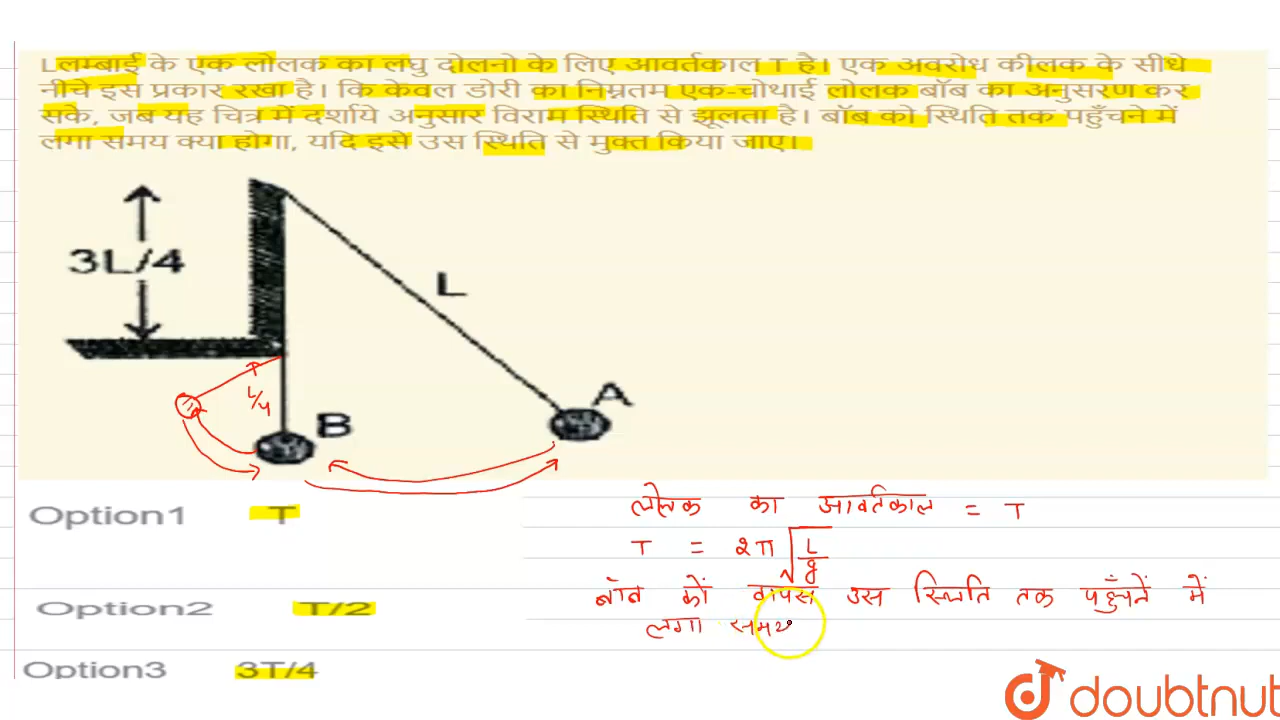 Lलम्बाई के एक लोलक का लघु दोलनो के लिए आवर्तकाल T है। एक अवरोध कीलक के सीधे
नीचे इस प्रकार रखा है। कि केवल डोरी का निम्नतम एक-चोथाई लोलक बॉब का अनुसरण कर
सके, जब यह चित्र में दर्शाये अनुसार विराम स्थिति से झूलता है। बॉब को स्थिति तक पहुँचने में
लगा समय क्या होगा, यदि इसे उस स्थिति से मुक्त किया जाए।
3L/4
L
A
L/4
B
Option1 T
लोलक का आवर्तकाल = T
T = 2π √L/g
Option2 T/2
बॉब को वापस उस स्थिति तक पहुँचनें में
लगा समय
Option3 3T/4
doubtnut